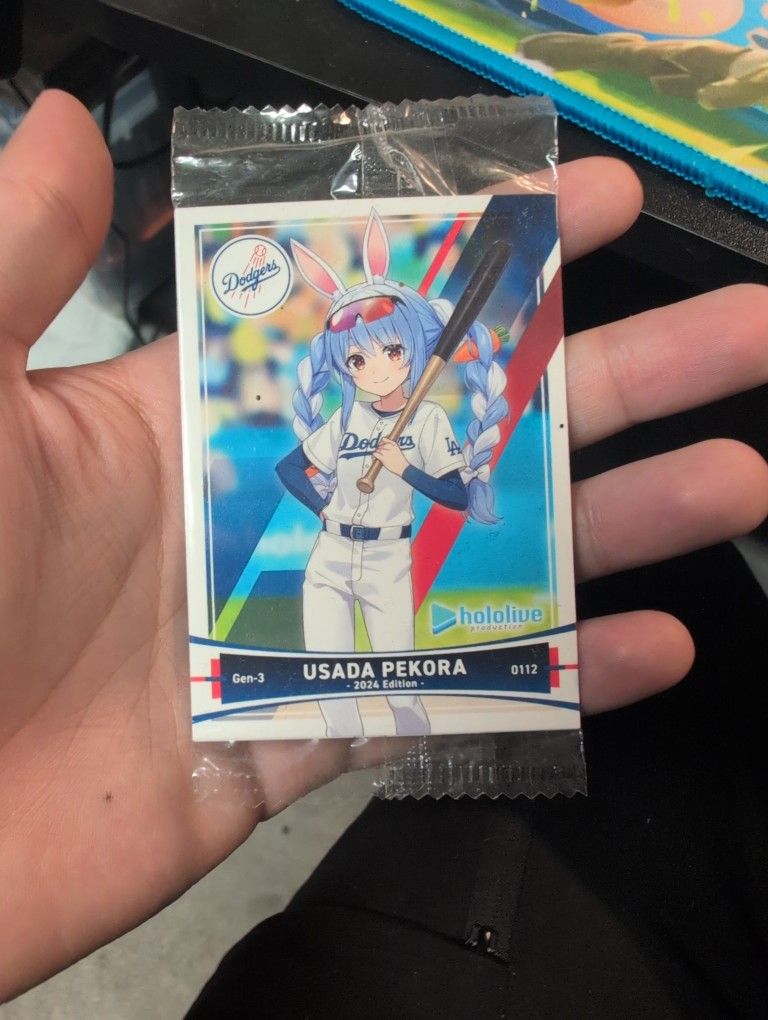 Dodgers
Dodgers
LA
hololive
production
Gen-3
USADA PEKORA
- 2024 Edition -
0112